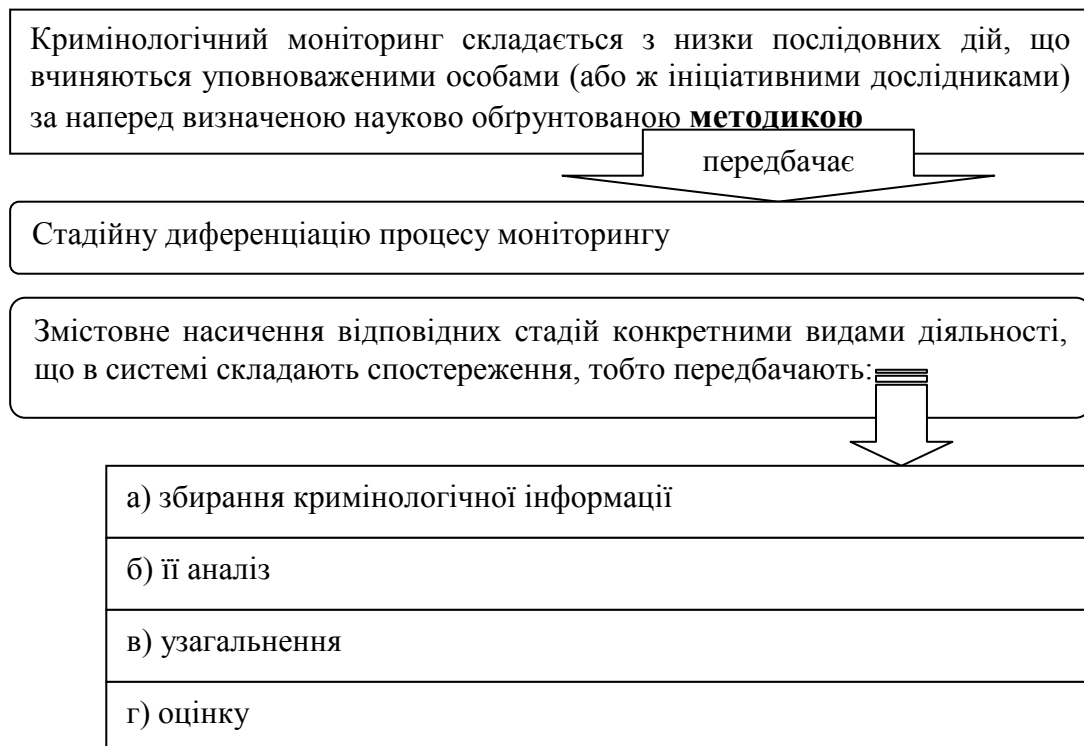 Кримінологічний моніторинг складається з низки послідовних дій, що
вчиняються уповноваженими особами (або ж ініціативними дослідниками)
за наперед визначеною науково обґрунтованою методикою
передбачає
Стадійну диференціацію процесу моніторингу
Змістовне насичення відповідних стадій конкретними видами діяльності,
що в системі складають спостереження, тобто передбачають:
а) збирання кримінологічної інформації
б) її аналіз
в) узагальнення
г) оцінку